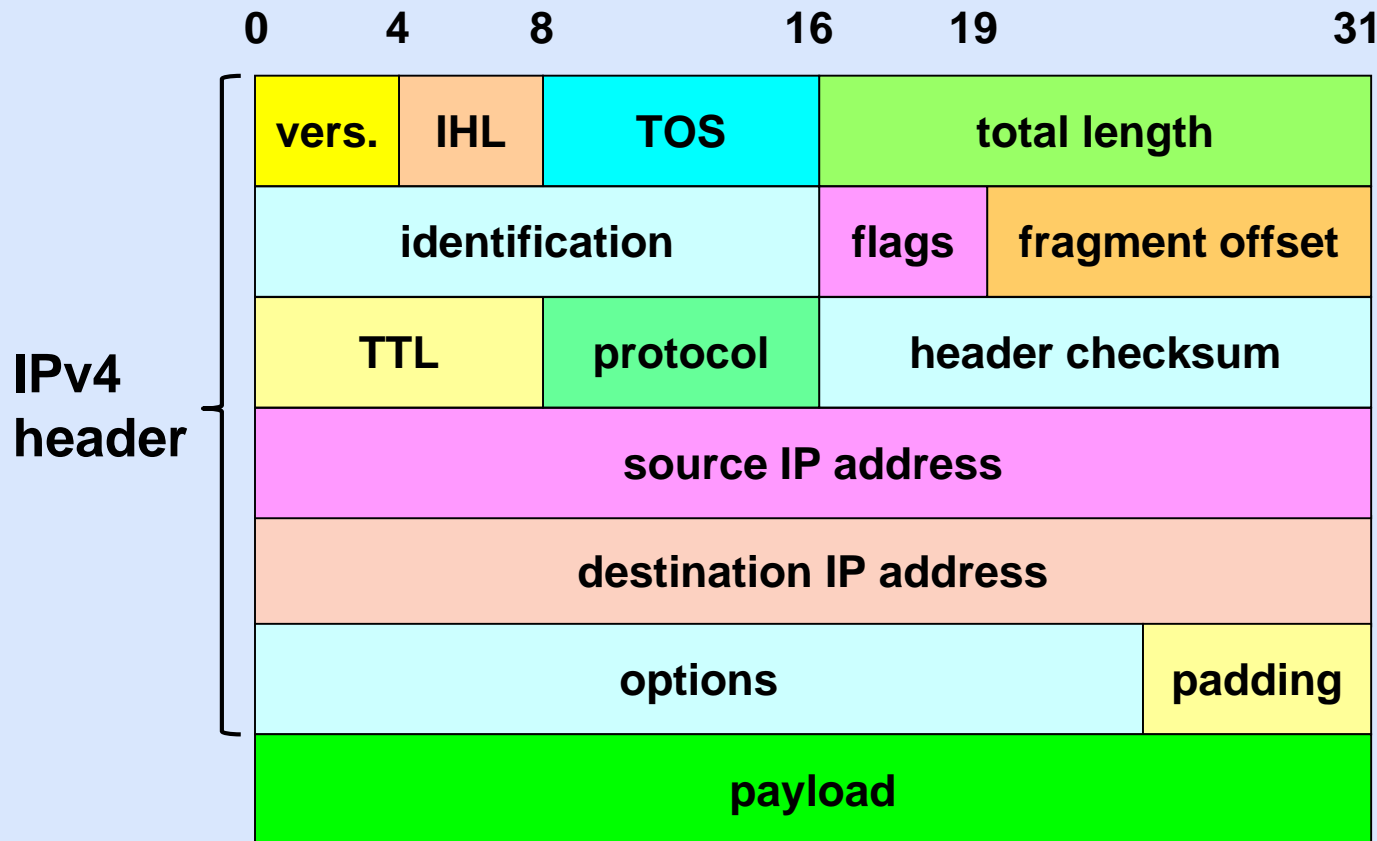 0 4 8 16 19 31
vers. IHL TOS total length
identification flags fragment offset
TTL protocol header checksum
IPv4
header
source IP address
destination IP address
options padding
payload